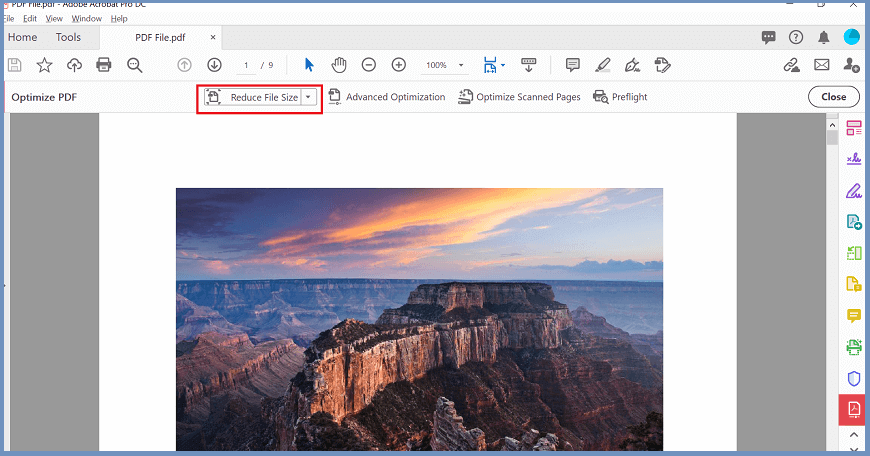 PDF File.pdf - Adobe Acrobat Pro DC
File Edit View Window Help
Home Tools PDF File.pdf ×
1 / 9 100%
Optimize PDF Reduce File Size Advanced Optimization Optimize Scanned Pages Preflight Close